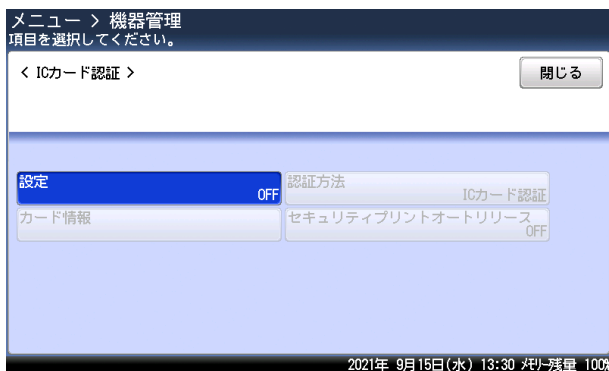 メニュー > 機器管理
項目を選択してください。
< ICカード認証 >
閉じる
設定
OFF
認証方法
ICカード認証
カード情報
セキュリティプリントオートリリース
OFF
2021年 9月15日(水) 13:30 ﾒﾓﾘｰ残量 100%